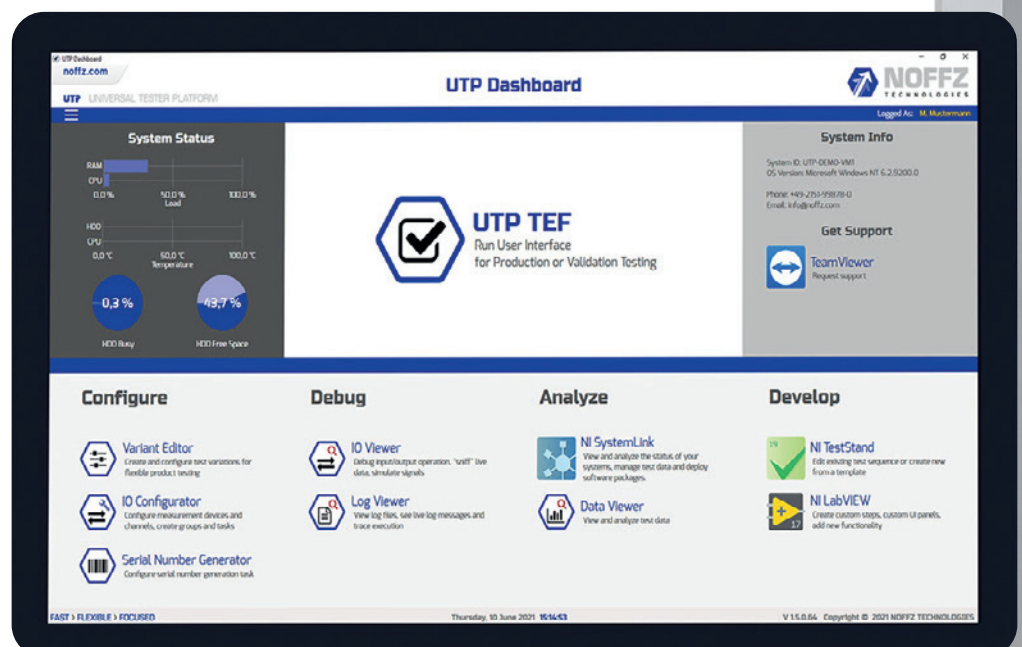 UTP Dashboard
noffz.com
UTP UNIVERSAL TESTER PLATFORM
UTP Dashboard
NOFFZ
TECHNOLOGIES
Logged As: M. Mustermann
System Status
RAM
CPU
0,0 % 50,0 % 100,0 %
Load
HDD
CPU
0,0 °C 50,0 °C 100,0 °C
Temperature
0,3 % 43,7 %
HDD Busy HDD Free Space
UTP TEF
Run User Interface
for Production or Validation Testing
System Info
System ID: UTP-DEMO-VM1
OS Version: Microsoft Windows NT 6.2.9200.0
Phone: +49-2151-99878-0
Email: info@noffz.com
Get Support
TeamViewer
Request support
Configure
Variant Editor
Create and configure test variations for
flexible product testing
IO Configurator
Configure measurement devices and
channels, create groups and tasks
Serial Number Generator
Configure serial number generation task
Debug
IO Viewer
Debug input/output operation, "sniff" live
data, simulate signals
Log Viewer
View log files, see live log messages and
trace execution
Analyze
NI SystemLink
View and analyze the status of your
systems, manage test data and deploy
software packages.
Data Viewer
View and analyze test data
Develop
19
NI TestStand
Edit existing test sequence or create new
from a template
17
NI LabVIEW
Create custom steps, custom UI panels,
add new functionality
FAST > FLEXIBLE > FOCUSED
Thursday, 10 June 2021 15:14:53
V 1.5.0.64 Copyright © 2021 NOFFZ TECHNOLOGIES